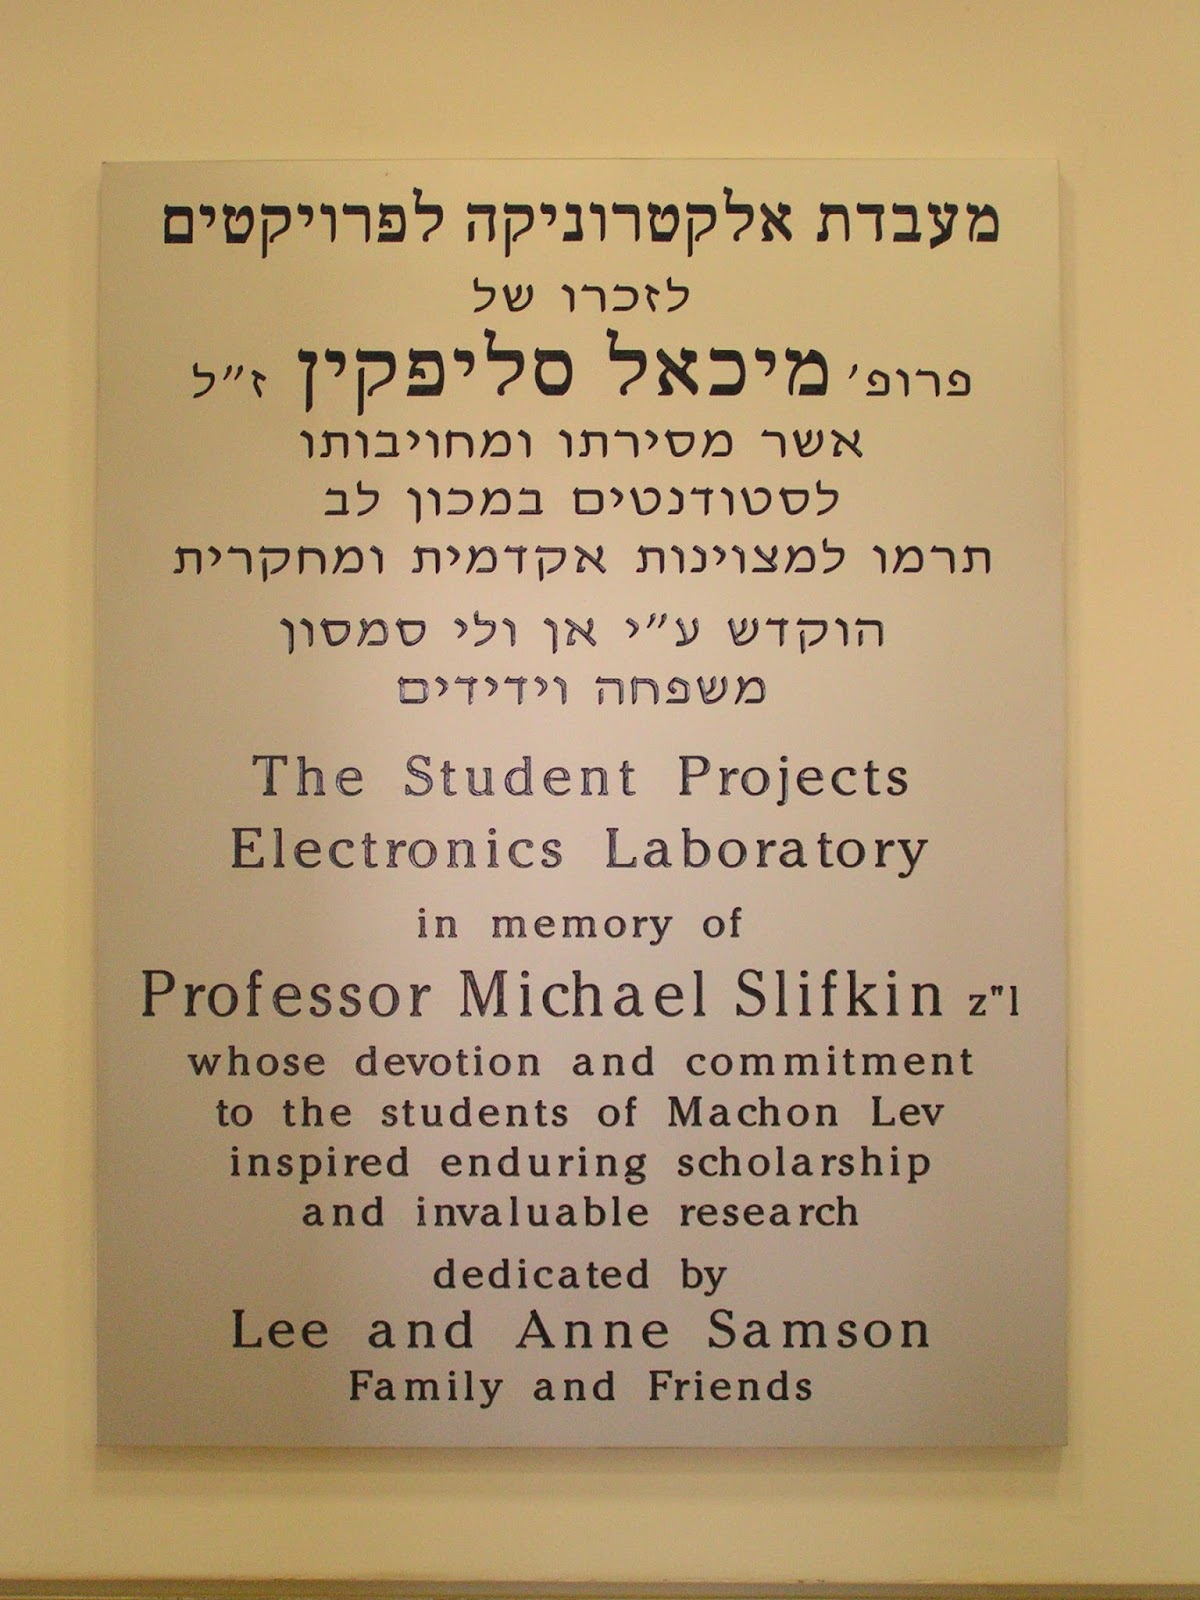 מעבדת אלקטרוניקה לפרויקטים
לזכרו של
פרופ׳ מיכאל סליפקין ז״ל
אשר מסירתו ומחויבותו
לסטודנטים במכון לב
תרמו למצוינות אקדמית ומחקרית
הוקדש ע״י אן ולי סמסון
משפחה וידידים
The Student Projects
Electronics Laboratory
in memory of
Professor Michael Slifkin z"l
whose devotion and commitment
to the students of Machon Lev
inspired enduring scholarship
and invaluable research
dedicated by
Lee and Anne Samson
Family and Friends